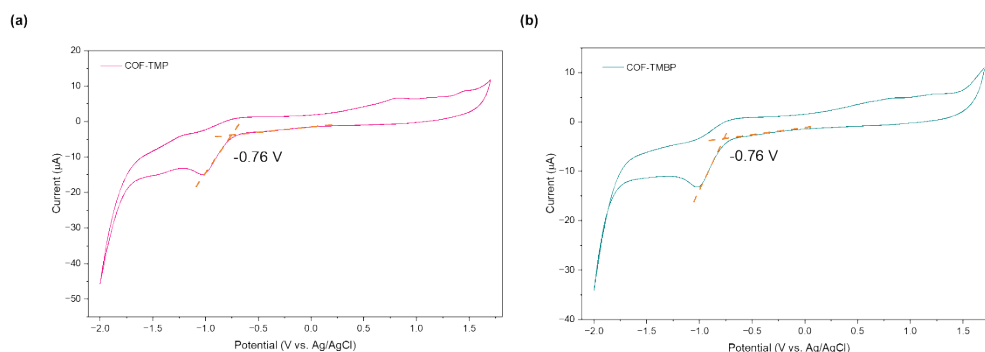 (a)
COF-TMP
-0.76 V
20
10
0
−10
−20
−30
−40
−50
Current (μA)
−2.0 −1.5 −1.0 −0.5 0.0 0.5 1.0 1.5
Potential (V vs. Ag/AgCl)
(b)
COF-TMBP
-0.76 V
10
0
−10
−20
−30
−40
Current (μA)
−2.0 −1.5 −1.0 −0.5 0.0 0.5 1.0 1.5
Potential (V vs. Ag/AgCl)